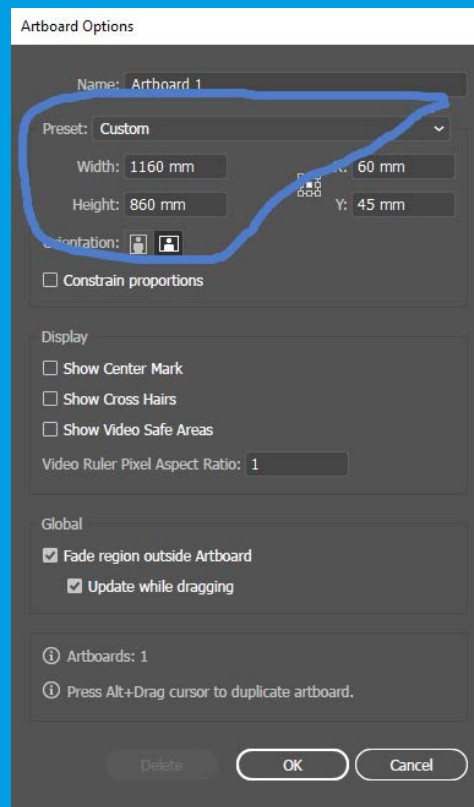 Artboard Options
Name: Artboard 1
Preset: Custom
Width: 1160 mm X: 60 mm
Height: 860 mm Y: 45 mm
Orientation:
Constrain proportions
Display
Show Center Mark
Show Cross Hairs
Show Video Safe Areas
Video Ruler Pixel Aspect Ratio: 1
Global
Fade region outside Artboard
Update while dragging
Artboards: 1
Press Alt+Drag cursor to duplicate artboard.
Delete OK Cancel